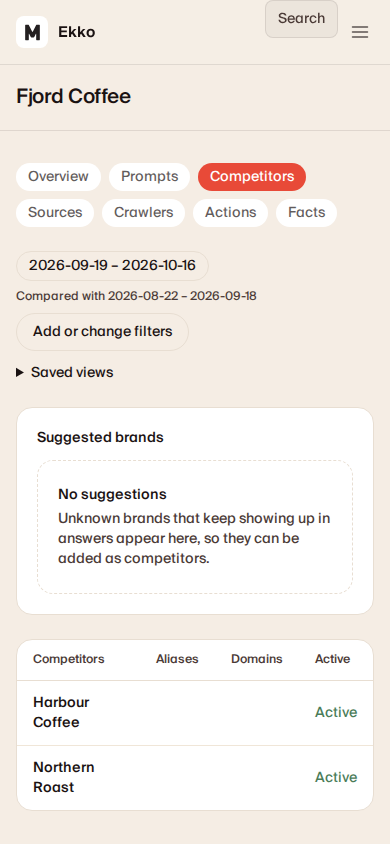 Search
M Ekko
Fjord Coffee
Overview Prompts Competitors
Sources Crawlers Actions Facts
2026-09-19 – 2026-10-16
Compared with 2026-08-22 – 2026-09-18
Add or change filters
Saved views
Suggested brands
No suggestions
Unknown brands that keep showing up in
answers appear here, so they can be
added as competitors.
Competitors Aliases Domains Active
Harbour
Coffee
Active
Northern
Roast
Active